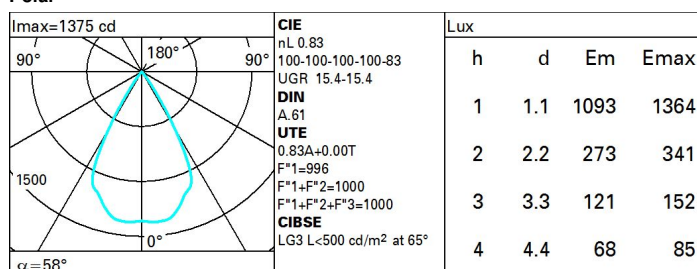 Imax=1375 cd
90° 180° 90°
1500
0°
α=58°
CIE
nL 0.83
100-100-100-100-83
UGR 15.4-15.4
DIN
A.61
UTE
0.83A+0.00T
F"1=996
F"1+F"2=1000
F"1+F"2+F"3=1000
CIBSE
LG3 L<500 cd/m² at 65°
Lux
h d Em Emax
1 1.1 1093 1364
2 2.2 273 341
3 3.3 121 152
4 4.4 68 85